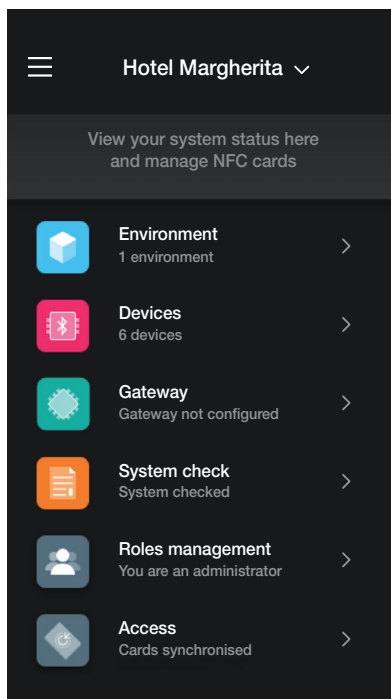 Hotel Margherita
View your system status here
and manage NFC cards
Environment
1 environment
Devices
6 devices
Gateway
Gateway not configured
System check
System checked
Roles management
You are an administrator
Access
Cards synchronised